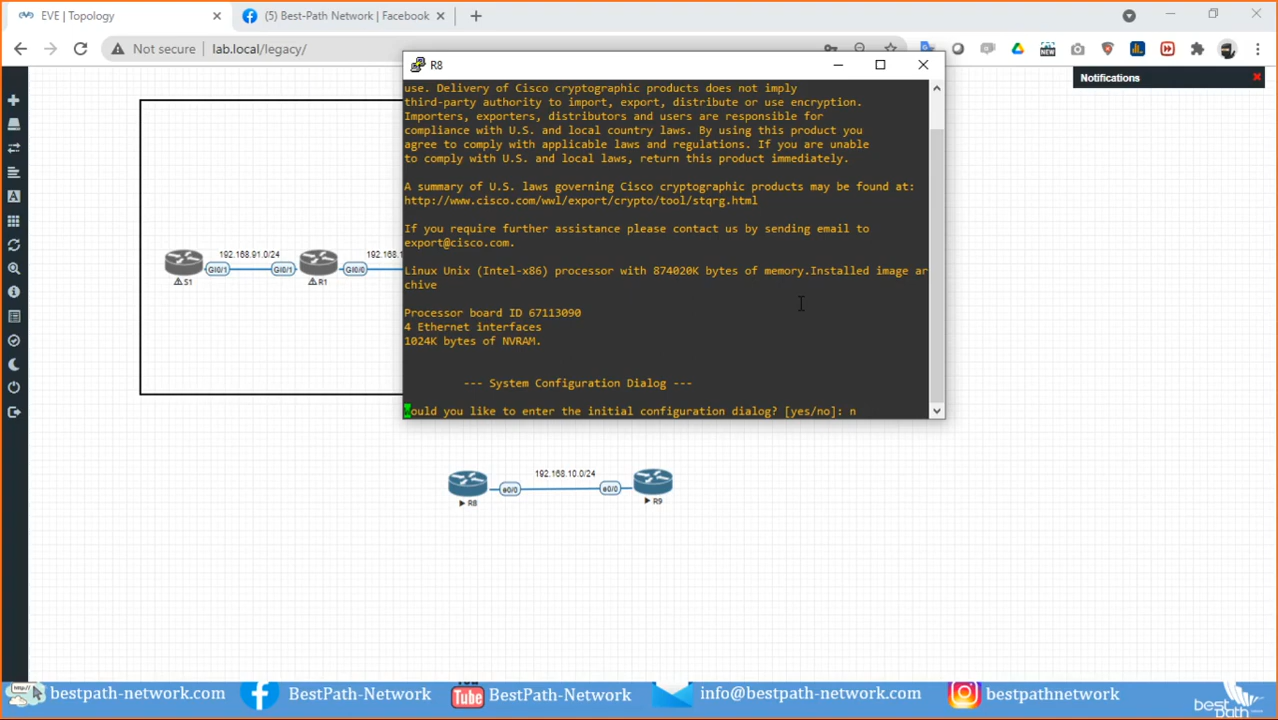 EVE | Topology
(5) Best-Path Network | Facebook
Not secure
lab.local/legacy/
R8
Notifications
use. Delivery of Cisco cryptographic products does not imply
third-party authority to import, export, distribute or use encryption.
Importers, exporters, distributors and users are responsible for
compliance with U.S. and local country laws. By using this product you
agree to comply with applicable laws and regulations. If you are unable
to comply with U.S. and local laws, return this product immediately.
A summary of U.S. laws governing Cisco cryptographic products may be found at:
http://www.cisco.com/wwl/export/crypto/tool/stqrg.html
If you require further assistance please contact us by sending email to
export@cisco.com.
Linux Unix (Intel-x86) processor with 874020K bytes of memory.Installed image ar
chive
Processor board ID 67113090
4 Ethernet interfaces
1024K bytes of NVRAM.
--- System Configuration Dialog ---
ould you like to enter the initial configuration dialog? [yes/no]: n
192.168.91.0/24
192.168.1
Gi0/1
Gi0/1
Gi0/0
S1
R1
192.168.10.0/24
e0/0
e0/0
R8
R9
http://
bestpath-network.com
BestPath-Network
You
Tube
BestPath-Network
info@bestpath-network.com
bestpathnetwork
best
path